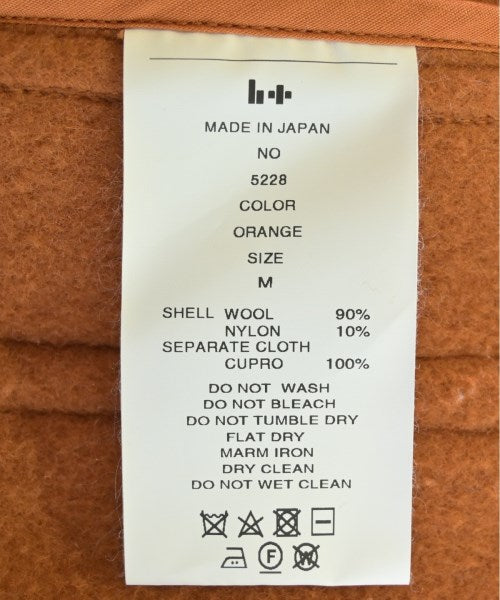 MADE IN JAPAN
NO
5228
COLOR
ORANGE
SIZE
M
SHELL WOOL 90%
NYLON 10%
SEPARATE CLOTH
CUPRO 100%
DO NOT WASH
DO NOT BLEACH
DO NOT TUMBLE DRY
FLAT DRY
MARM IRON
DRY CLEAN
DO NOT WET CLEAN
F W